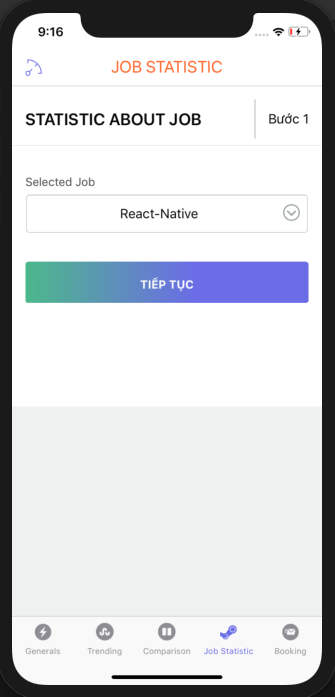 9:16
JOB STATISTIC
STATISTIC ABOUT JOB
Bước 1
Selected Job
React-Native
TIẾP TỤC
Generals
Trending
Comparison
Job Statistic
Booking